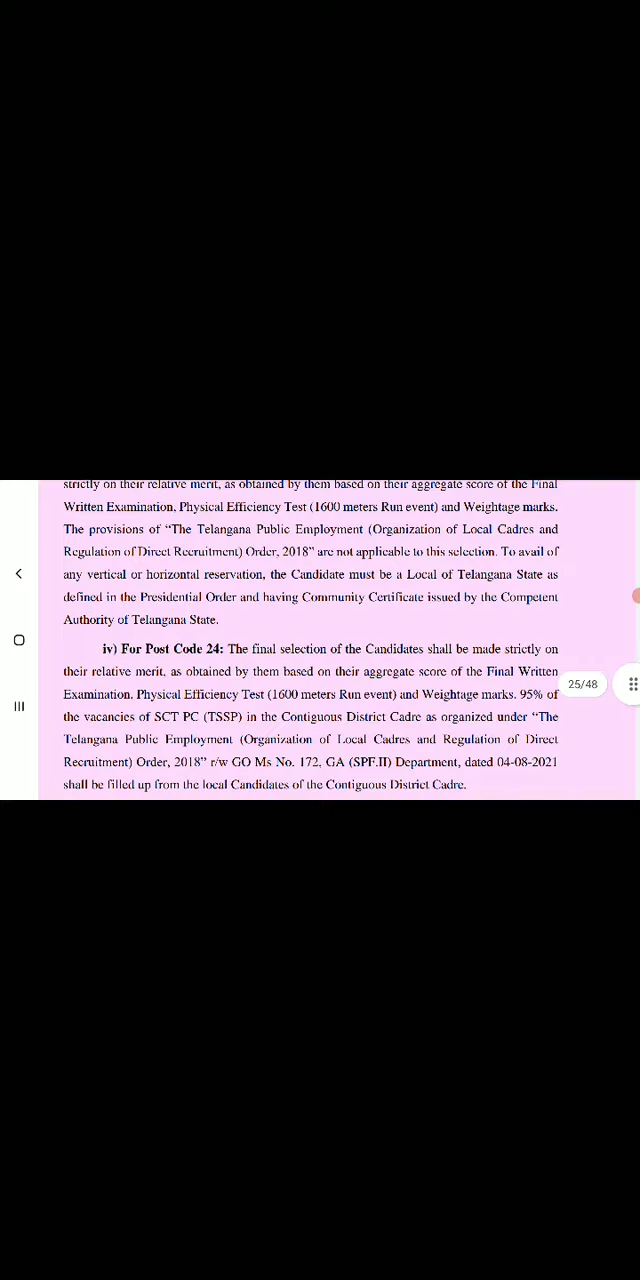 strictly on their relative merit, as obtained by them based on their aggregate score of the Final
Written Examination, Physical Efficiency Test (1600 meters Run event) and Weightage marks.
The provisions of “The Telangana Public Employment (Organization of Local Cadres and
Regulation of Direct Recruitment) Order, 2018” are not applicable to this selection. To avail of
any vertical or horizontal reservation, the Candidate must be a Local of Telangana State as
defined in the Presidential Order and having Community Certificate issued by the Competent
Authority of Telangana State.
iv) For Post Code 24: The final selection of the Candidates shall be made strictly on
their relative merit, as obtained by them based on their aggregate score of the Final Written
Examination, Physical Efficiency Test (1600 meters Run event) and Weightage marks. 95% of
the vacancies of SCT PC (TSSP) in the Contiguous District Cadre as organized under “The
Telangana Public Employment (Organization of Local Cadres and Regulation of Direct
Recruitment) Order, 2018” r/w GO Ms No. 172, GA (SPF.II) Department, dated 04-08-2021
shall be filled up from the local Candidates of the Contiguous District Cadre.
25/48